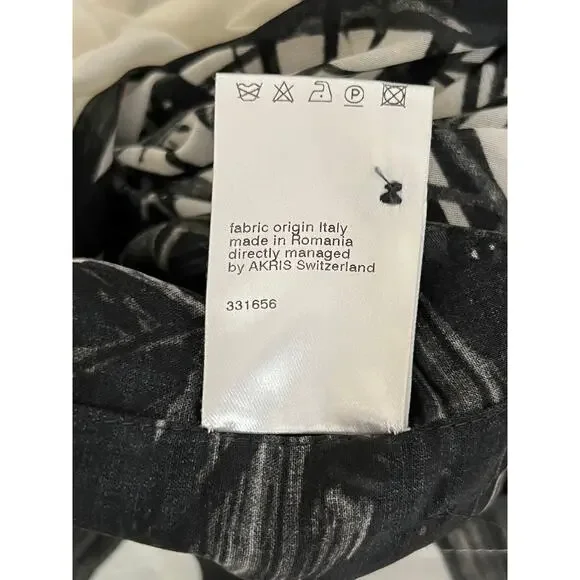 fabric origin Italy
made in Romania
directly managed
by AKRIS Switzerland
331656